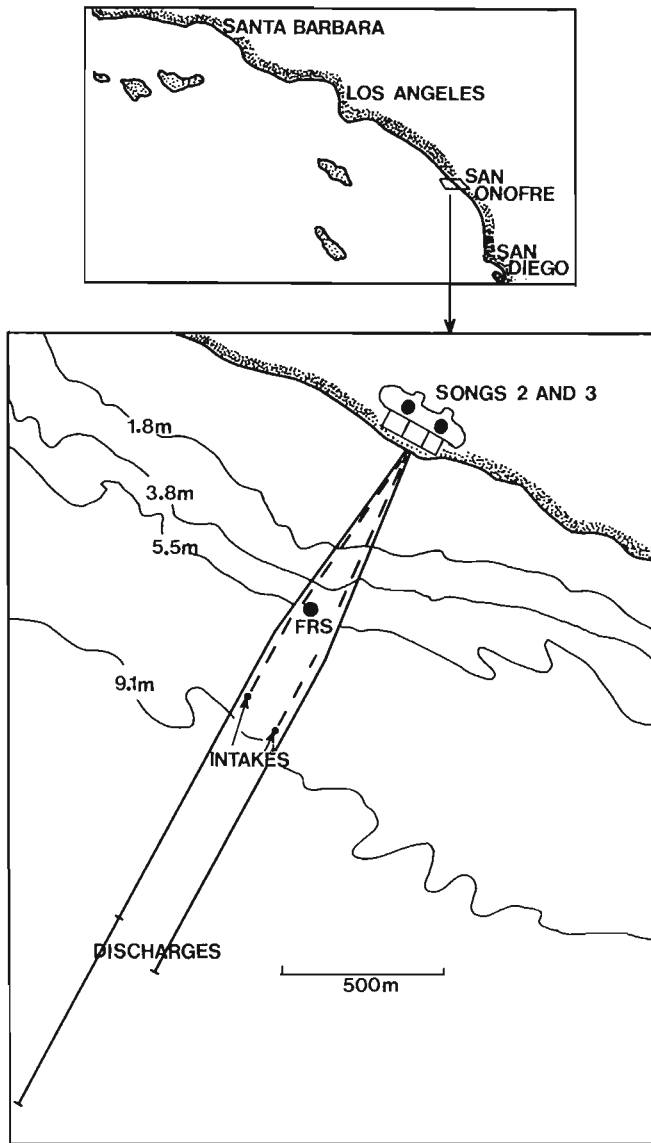 SANTA BARBARA
LOS ANGELES
SAN
ONOFRE
SAN
DIEGO
SONGS 2 AND 3
1.8m
3.8m
5.5m
FRS
9.1m
INTAKES
DISCHARGES
500m